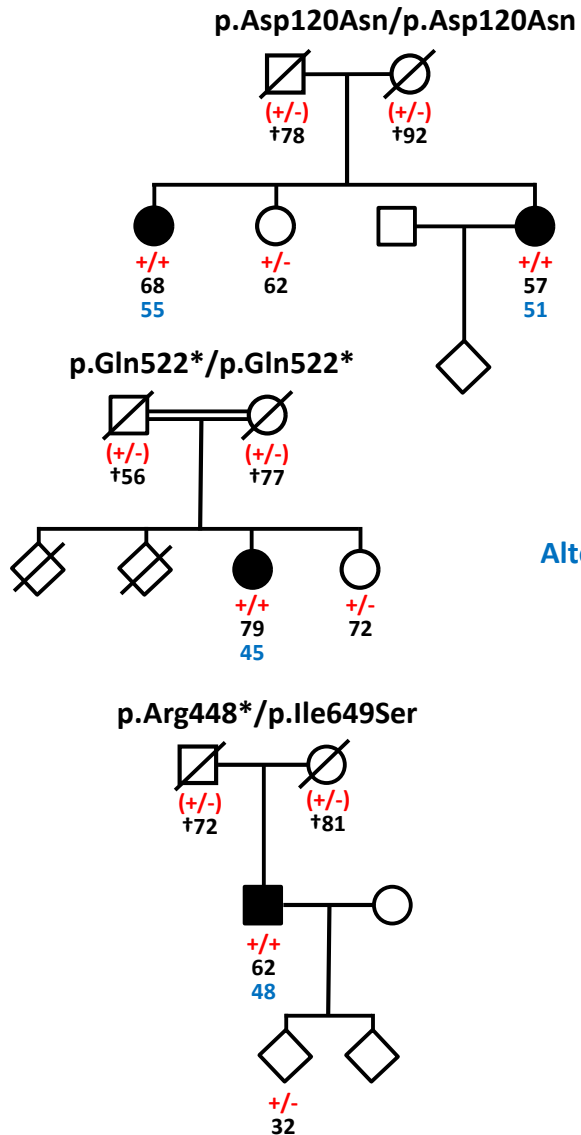 p.Asp120Asn/p.Asp120Asn
(+/-) (+/-)
†78 †92
+/+ +/- +/+
68 62 57
55 51
p.Gln522*/p.Gln522*
(+/-) (+/-)
†56 †77
Alt
+/+ +/-
79 72
45
p.Arg448*/p.Ile649Ser
(+/-) (+/-)
†72 †81
+/+
62
48
+/-
32